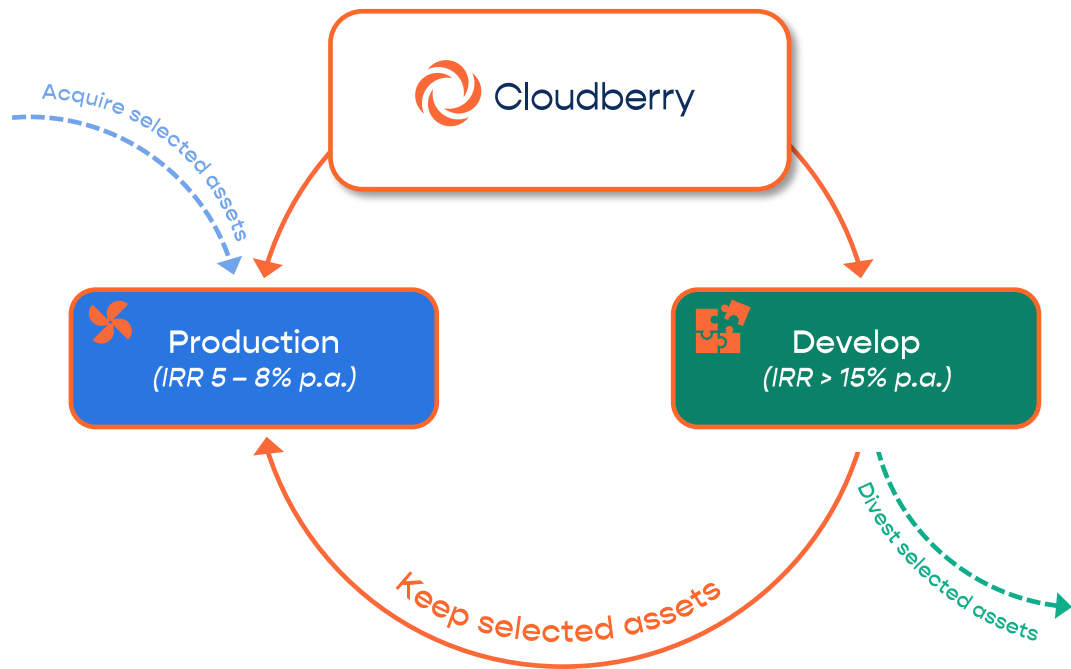 Cloudberry
Acquire selected assets
Production
(IRR 5 – 8% p.a.)
Develop
(IRR > 15% p.a.)
Keep selected assets
Divest selected assets